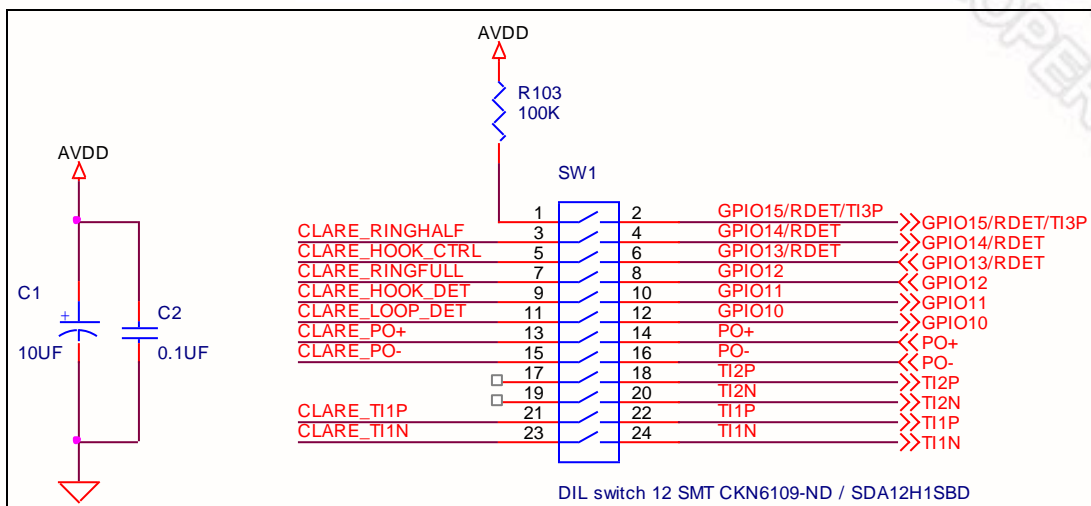 AVDD
R103
100K
AVDD
SW1
1 2 GPIO15/RDET/TI3P GPIO15/RDET/TI3P
CLARE_RINGHALF 3 4 GPIO14/RDET GPIO14/RDET
CLARE_HOOK_CTRL 5 6 GPIO13/RDET GPIO13/RDET
CLARE_RINGFULL 7 8 GPIO12 GPIO12
CLARE_HOOK_DET 9 10 GPIO11 GPIO11
CLARE_LOOP_DET 11 12 GPIO10 GPIO10
CLARE_PO+ 13 14 PO+ PO+
CLARE_PO- 15 16 PO- PO-
17 18 TI2P TI2P
19 20 TI2N TI2N
CLARE_TI1P 21 22 TI1P TI1P
CLARE_TI1N 23 24 TI1N TI1N
C1
+
10UF
C2
0.1UF
DIL switch 12 SMT CKN6109-ND / SDA12H1SBD
OPER